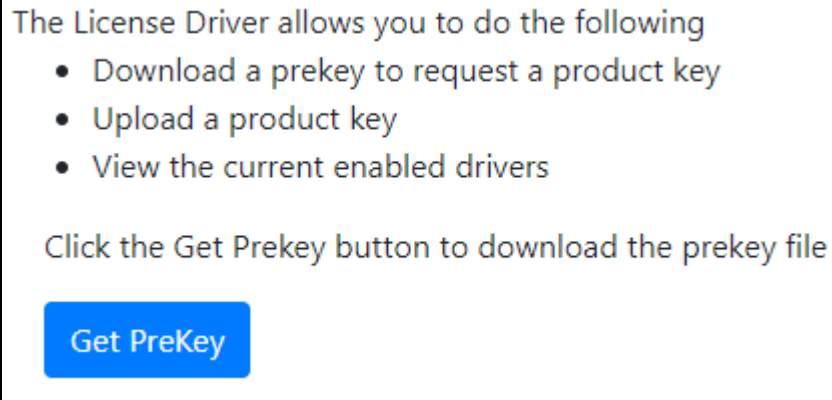 The License Driver allows you to do the following
• Download a prekey to request a product key
• Upload a product key
• View the current enabled drivers
Click the Get Prekey button to download the prekey file
Get PreKey